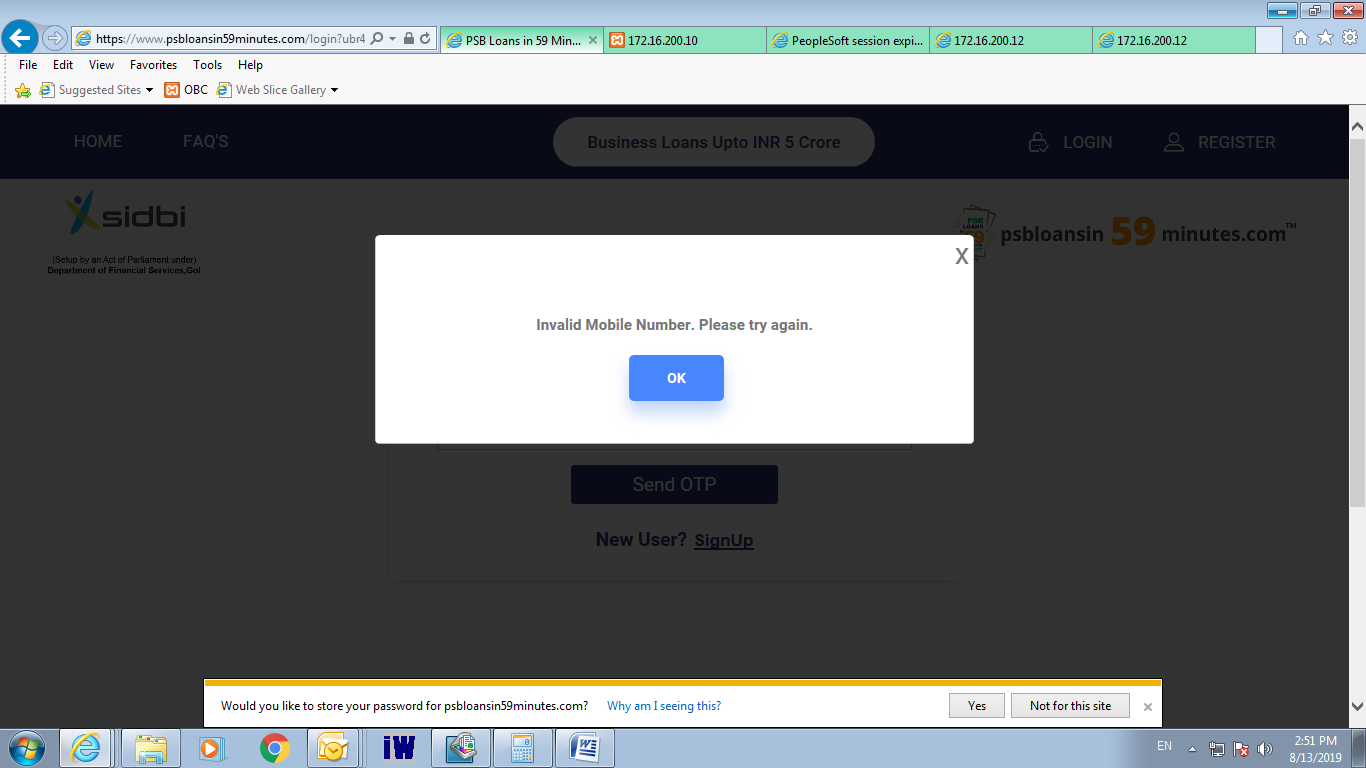 https://www.psbloansin59minutes.com/login?ubr4
PSB Loans in 59 Min...
172.16.200.10
PeopleSoft session expi...
172.16.200.12
172.16.200.12
File Edit View Favorites Tools Help
Suggested Sites OBC Web Slice Gallery
HOME FAQ'S Business Loans Upto INR 5 Crore LOGIN REGISTER
sidbi
(Setup by an Act of Parliament under)
Department of Financial Services,GoI
PSB
LOANS
59
psbloansin 59 minutes.com™
X
Invalid Mobile Number. Please try again.
OK
Send OTP
New User? SignUp
Would you like to store your password for psbloansin59minutes.com? Why am I seeing this? Yes Not for this site
iW
EN
2:51 PM
8/13/2019